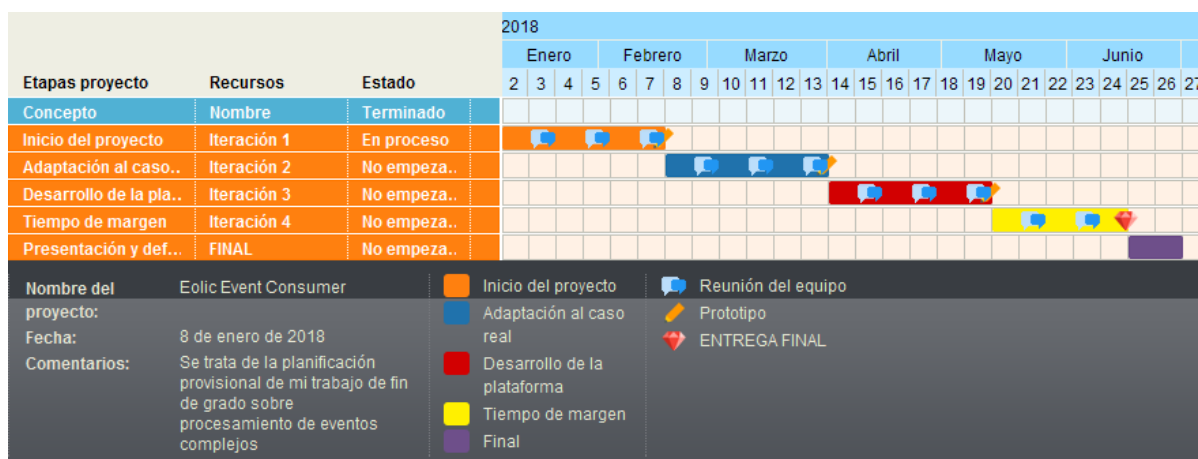 2018
Enero Febrero Marzo Abril Mayo Junio
Etapas proyecto Recursos Estado 2 3 4 5 6 7 8 9 10 11 12 13 14 15 16 17 18 19 20 21 22 23 24 25 26 27
Concepto Nombre Terminado
Inicio del proyecto Iteración 1 En proceso
Adaptación al caso.. Iteración 2 No empeza..
Desarrollo de la pla.. Iteración 3 No empeza..
Tiempo de margen Iteración 4 No empeza..
Presentación y def... FINAL No empeza..
Nombre del proyecto: Eolic Event Consumer
Fecha: 8 de enero de 2018
Comentarios: Se trata de la planificación
provisional de mi trabajo de fin
de grado sobre
procesamiento de eventos
complejos
Inicio del proyecto
Adaptación al caso
real
Desarrollo de la
plataforma
Tiempo de margen
Final
Reunión del equipo
Prototipo
ENTREGA FINAL